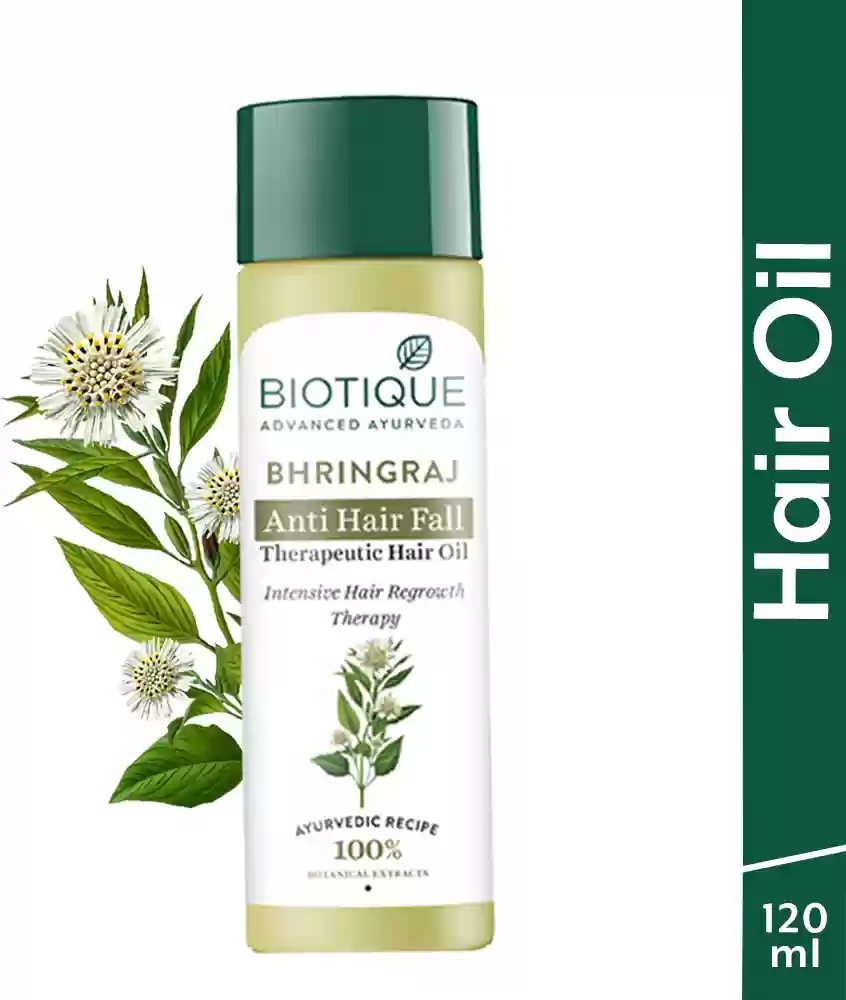 BIOTIQUE
ADVANCED AYURVEDA
BHRINGRAJ
Anti Hair Fall
Therapeutic Hair Oil
Intensive Hair Regrowth
Therapy
AYURVEDIC RECIPE
100%
BOTANICAL EXTRACTS
Hair Oil
120
ml